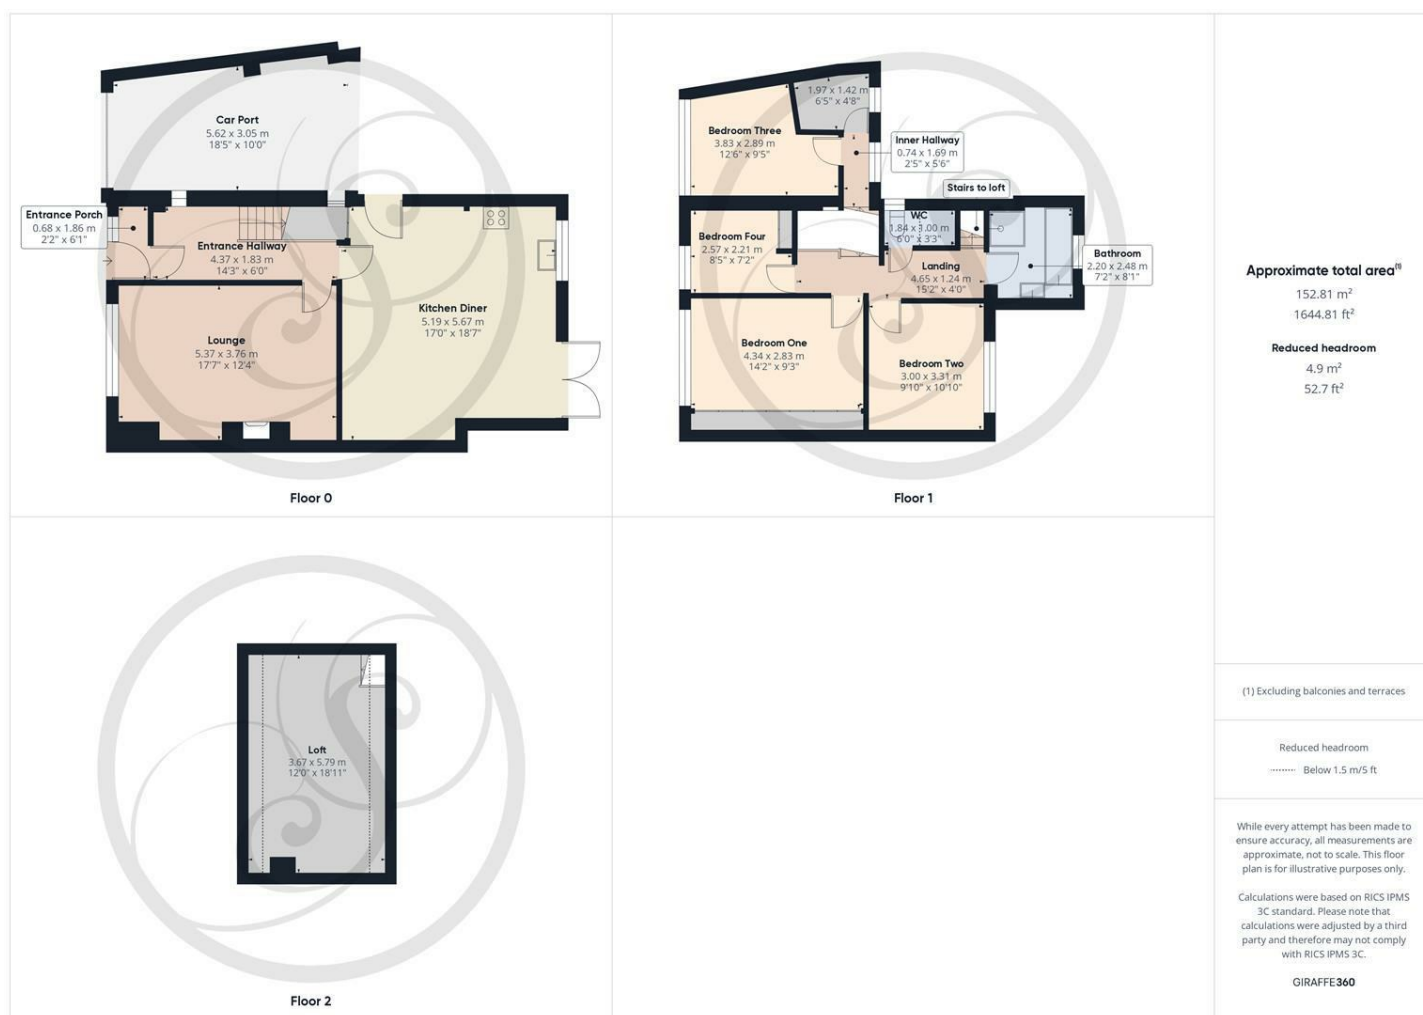 Car Port
5.62 x 3.05 m
18'5" x 10'0"
Entrance Porch
0.68 x 1.86 m
2'2" x 6'1"
Entrance Hallway
4.37 x 1.83 m
14'3" x 6'0"
Kitchen Diner
5.19 x 5.67 m
17'0" x 18'7"
Lounge
5.37 x 3.76 m
17'7" x 12'4"
Floor 0
1.97 x 1.42 m
6'5" x 4'8"
Bedroom Three
3.83 x 2.89 m
12'6" x 9'5"
Inner Hallway
0.74 x 1.69 m
2'5" x 5'6"
Stairs to loft
WC
1.84 x 1.00 m
6'0" x 3'3"
Bedroom Four
2.57 x 2.21 m
8'5" x 7'2"
Bathroom
2.20 x 2.48 m
7'2" x 8'1"
Landing
4.65 x 1.24 m
15'2" x 4'0"
Bedroom One
4.34 x 2.83 m
14'2" x 9'3"
Bedroom Two
3.00 x 3.31 m
9'10" x 10'10"
Floor 1
Loft
3.67 x 5.79 m
12'0" x 18'11"
Floor 2
Approximate total area(1)
152.81 m²
1644.81 ft²
Reduced headroom
4.9 m²
52.7 ft²
(1) Excluding balconies and terraces
Reduced headroom
Below 1.5 m/5 ft
While every attempt has been made to
ensure accuracy, all measurements are
approximate, not to scale. This floor
plan is for illustrative purposes only.
Calculations were based on RICS IPMS
3C standard. Please note that
calculations were adjusted by a third
party and therefore may not comply
with RICS IPMS 3C.
GIRAFFE360